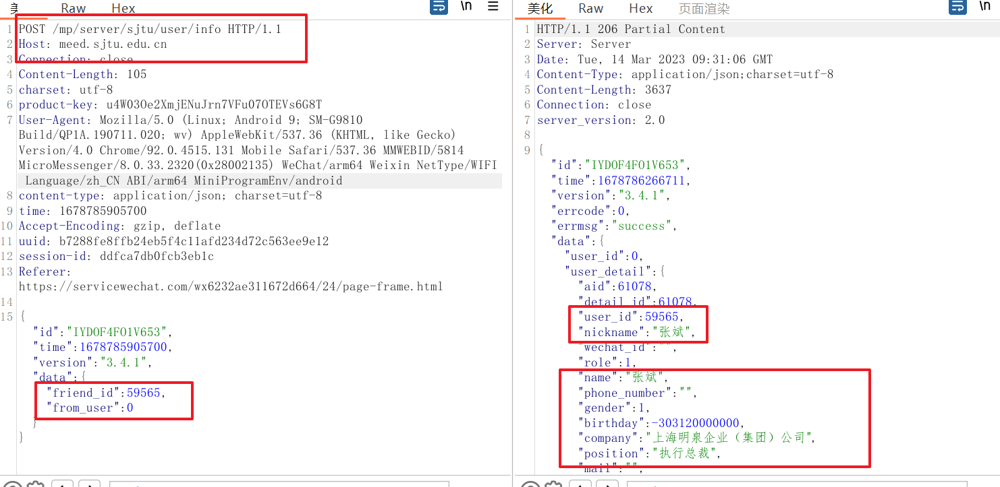 美 Raw Hex \n
1 POST /mp/server/sjtu/user/info HTTP/1.1
2 Host: meed.sjtu.edu.cn
3 Connection: close
4 Content-Length: 105
5 charset: utf-8
6 product-key: u4W03Oe2XmjENuJrn7VFu07OTEVs6G8T
7 User-Agent: Mozilla/5.0 (Linux; Android 9; SM-G9810
Build/QP1A.190711.020; wv) AppleWebKit/537.36 (KHTML, like Gecko)
Version/4.0 Chrome/92.0.4515.131 Mobile Safari/537.36 MMWEBID/5814
MicroMessenger/8.0.33.2320(0x28002135) WeChat/arm64 Weixin NetType/WIFI
Language/zh_CN ABI/arm64 MiniProgramEnv/android
8 content-type: application/json; charset=utf-8
9 time: 1678785905700
10 Accept-Encoding: gzip, deflate
11 uuid: b7288fe8ffb24eb5f4c11afd234d72c563ee9e12
12 session-id: ddfca7db0fcb3eb1c
13 Referer:
https://servicewechat.com/wx6232ae311672d664/24/page-frame.html
14
15 {
"id":"IYDOF4FO1V653",
"time":1678785905700,
"version":"3.4.1",
"data":{
"friend_id":59565,
"from_user":0
}
}
美化 Raw Hex 页面渲染 \n
1 HTTP/1.1 206 Partial Content
2 Server: Server
3 Date: Tue, 14 Mar 2023 09:31:06 GMT
4 Content-Type: application/json;charset=utf-8
5 Content-Length: 3637
6 Connection: close
7 server_version: 2.0
8
9 {
"id":"IYDOF4FO1V653",
"time":1678786266711,
"version":"3.4.1",
"errcode":0,
"errmsg":"success",
"data":{
"user_id":0,
"user_detail":{
"aid":61078,
"detail_id":61078,
"user_id":59565,
"nickname":"张斌",
"wechat_id":"",
"role":1,
"name":"张斌",
"phone_number":"",
"gender":1,
"birthday":-303120000000,
"company":"上海明泉企业（集团）公司",
"position":"执行总裁",
"mail":"",